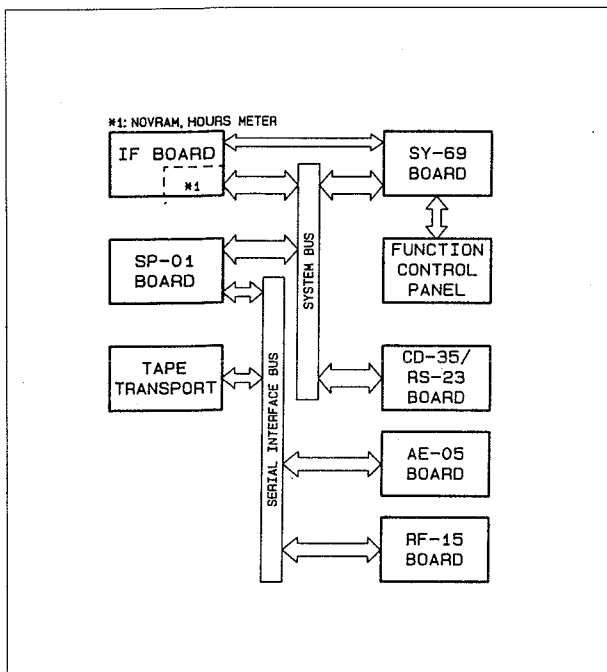 *1: NOVRAM, HOURS METER
IF BOARD
*1
SY-69
BOARD
SP-01
BOARD
SYSTEM BUS
FUNCTION
CONTROL
PANEL
TAPE
TRANSPORT
SERIAL INTERFACE BUS
CD-35/
RS-23
BOARD
AE-05
BOARD
RF-15
BOARD